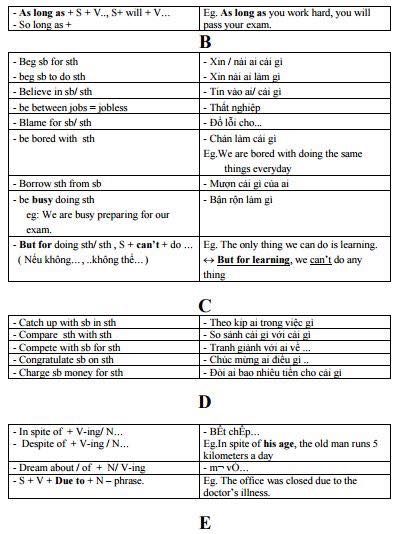 - As long as + S + V.., S+ will + V…
- So long as +
Eg. As long as you work hard, you will
pass your exam.
B
- Beg sb for sth
- Xin / nài ai cái gì
- beg sb to do sth
- Xin nài ai làm gì
- Believe in sb/ sth
- Tin vào ai/ cái gì
- be between jobs = jobless
- Thất nghiệp
- Blame for sb/ sth
- Đổ lỗi cho...
- be bored with sth
- Chán làm cái gì
Eg.We are bored with doing the same
things everyday
- Borrow sth from sb
- Mượn cái gì của ai
- be busy doing sth
eg: We are busy preparing for our
exam.
- Bận rộn làm gì
- But for doing sth/ sth , S + can’t + do …
( Nếu không…, ..không thể… )
Eg. The only thing we can do is learning.
↔ But for learning, we can’t do any
thing
C
- Catch up with sb in sth
- Theo kịp ai trong việc gì
- Compare sth with sth
- So sánh cái gì với cái gì
- Compete with sb for sth
- Tranh giành với ai về ...
- Congratulate sb on sth
- Chúc mừng ai điều gì ..
- Charge sb money for sth
- Đòi ai bao nhiêu tiền cho cái gì
D
- In spite of + V-ing/ N…
- Despite of + V-ing / N…
- BÊt chÊp…
Eg.In spite of his age, the old man runs 5
kilometers a day
- Dream about / of + N/ V-ing
- m¬ vÒ…
- S + V + Due to + N – phrase.
Eg. The office was closed due to the
doctor’s illness.
E